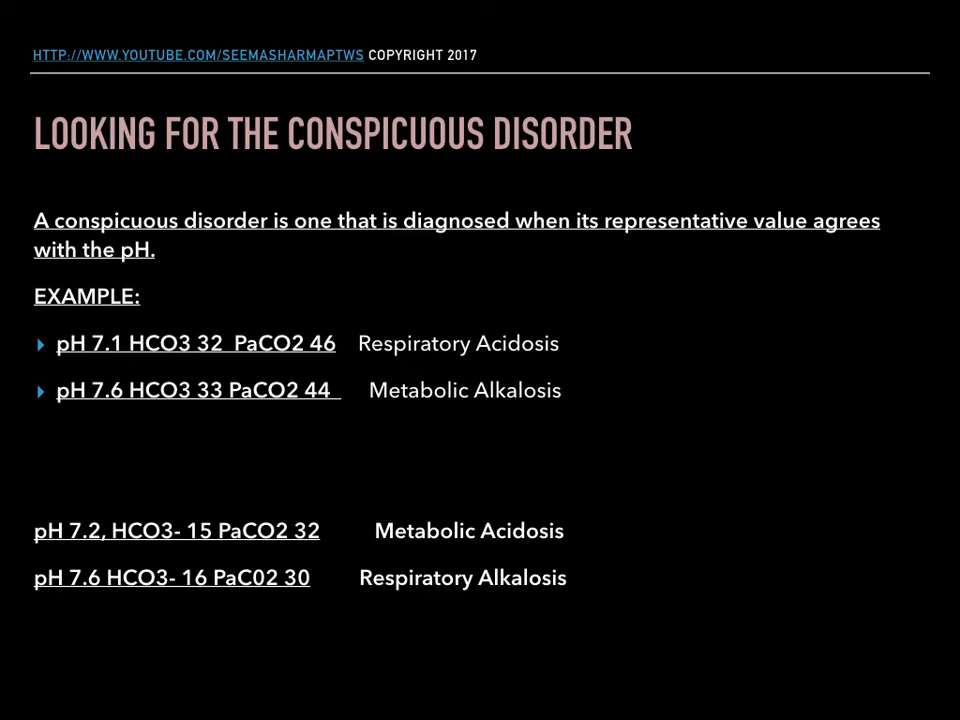 HTTP://WWW.YOUTUBE.COM/SEEMASHARMAPTWS COPYRIGHT 2017
LOOKING FOR THE CONSPICUOUS DISORDER
A conspicuous disorder is one that is diagnosed when its representative value agrees
with the pH.
EXAMPLE:
pH 7.1 HCO3 32 PaCO2 46 Respiratory Acidosis
pH 7.6 HCO3 33 PaCO2 44 Metabolic Alkalosis
pH 7.2, HCO3- 15 PaCO2 32 Metabolic Acidosis
pH 7.6 HCO3- 16 PaC02 30 Respiratory Alkalosis